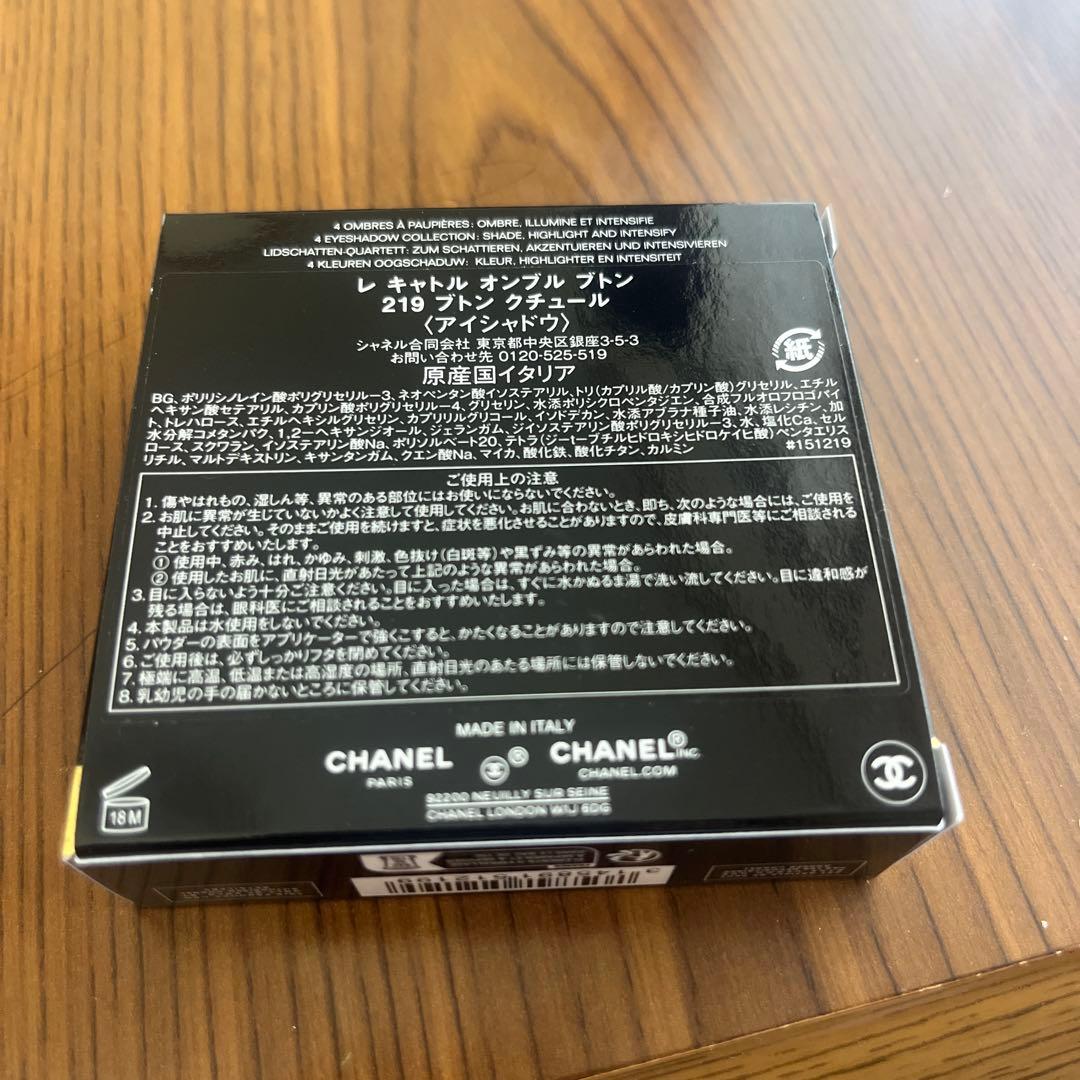 4 OMBRES À PAUPIÈRES: OMBRE, ILLUMINE ET INTENSIFIE
4 EYESHADOW COLLECTION: SHADE, HIGHLIGHT AND INTENSIFY
LIDSCHATTEN-QUARTETT: ZUM SCHATTIEREN, AKZENTUIEREN UND INTENSIVIEREN
4 KLEUREN OOGSCHADUW: KLEUR, HIGHLIGHTER EN INTENSITEIT
レ キャトル オンブル ブトン
219 ブトン クチュール
〈アイシャドウ〉
シャネル合同会社 東京都中央区銀座3-5-3
お問い合わせ先 0120-525-519
原産国イタリア
紙
BG、ポリリシノレイン酸ポリグリセリル-3、ネオペンタン酸イソステアリル、トリ(カプリル酸/カプリン酸)グリセリル、エチル
ヘキサン酸セテアリル、カプリン酸ポリグリセリル-4、グリセリン、水添ポリシクロペンタジエン、合成フルオロフロゴパイ
ト、トレハロース、エチルヘキシルグリセリン、カプリリルグリコール、イソドデカン、水添アブラナ種子油、水添レシチン、加
水分解コメタンパク、1,2-ヘキサンジオール、ジェランガム、ジイソステアリン酸ポリグリセリル-3、水、塩化Ca、セル
ロース、スクワラン、イソステアリン酸Na、ポリソルベート20、テトラ(ジ-t-ブチルヒドロキシヒドロケイヒ酸)ペンタエリス
リチル、マルトデキストリン、キサンタンガム、クエン酸Na、マイカ、酸化鉄、酸化チタン、カルミン #151219
ご使用上の注意
1. 傷やはれもの、湿しん等、異常のある部位にはお使いにならないでください。
2. お肌に異常が生じていないかよく注意して使用してください。お肌に合わないとき、即ち、次のような場合には、ご使用を
中止してください。そのままご使用を続けますと、症状を悪化させることがありますので、皮膚科専門医等にご相談される
ことをおすすめいたします。
① 使用中、赤み、はれ、かゆみ、刺激、色抜け(白斑等)や黒ずみ等の異常があらわれた場合。
② 使用したお肌に、直射日光があたって上記のような異常があらわれた場合。
3. 目に入らないよう十分ご注意ください。目に入った場合は、すぐに水かぬるま湯で洗い流してください。目に違和感が
残る場合は、眼科医にご相談されることをおすすめいたします。
4. 本製品は水使用をしないでください。
5. パウダーの表面をアプリケーターで強くこすると、かたくなることがありますので注意してください。
6. ご使用後は、必ずしっかりフタを閉めてください。
7. 極端に高温、低温または高湿度の場所、直射日光のあたる場所には保管しないでください。
8. 乳幼児の手の届かないところに保管してください。
MADE IN ITALY
CHANEL
PARIS
®
CHANEL® INC.
CHANEL.COM
92200 NEUILLY SUR SEINE
CHANEL LONDON W1J 6DG
18M